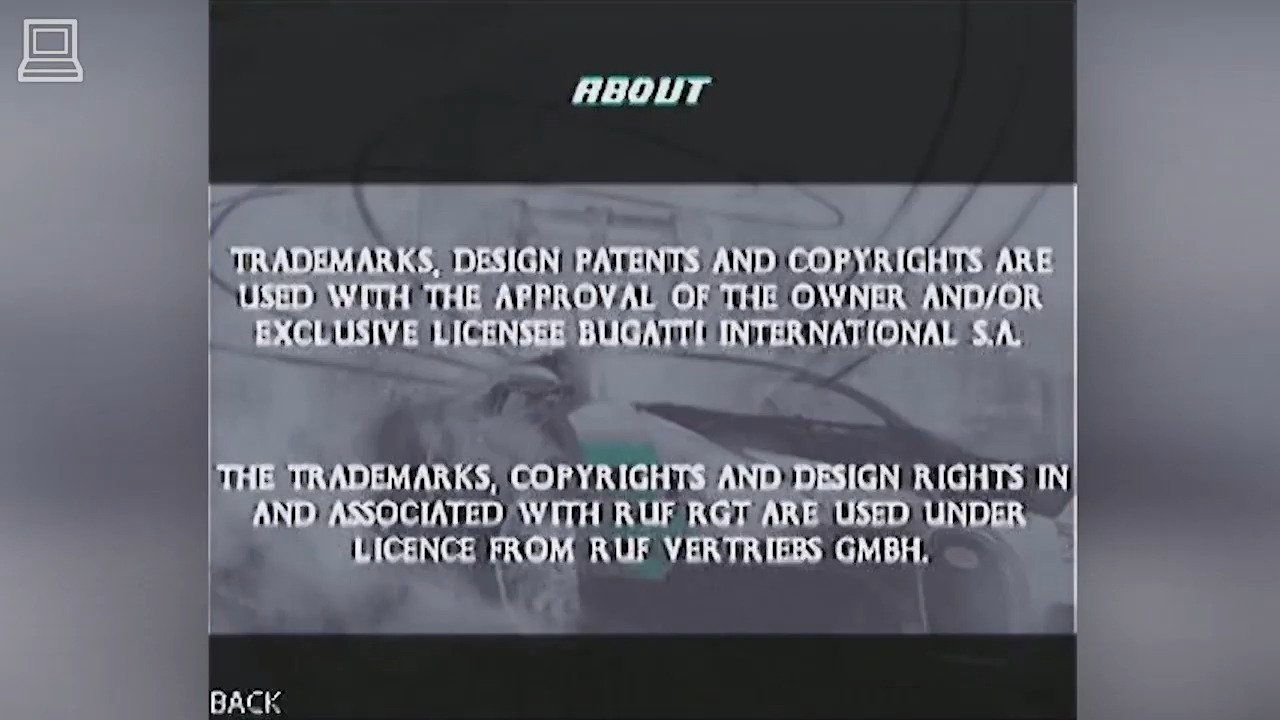 ABOUT
TRADEMARKS, DESIGN PATENTS AND COPYRIGHTS ARE
USED WITH THE APPROVAL OF THE OWNER AND/OR
EXCLUSIVE LICENSEE BUGATTI INTERNATIONAL S.A.
THE TRADEMARKS, COPYRIGHTS AND DESIGN RIGHTS IN
AND ASSOCIATED WITH RUF RGT ARE USED UNDER
LICENCE FROM RUF VERTRIEBS GMBH.
BACK